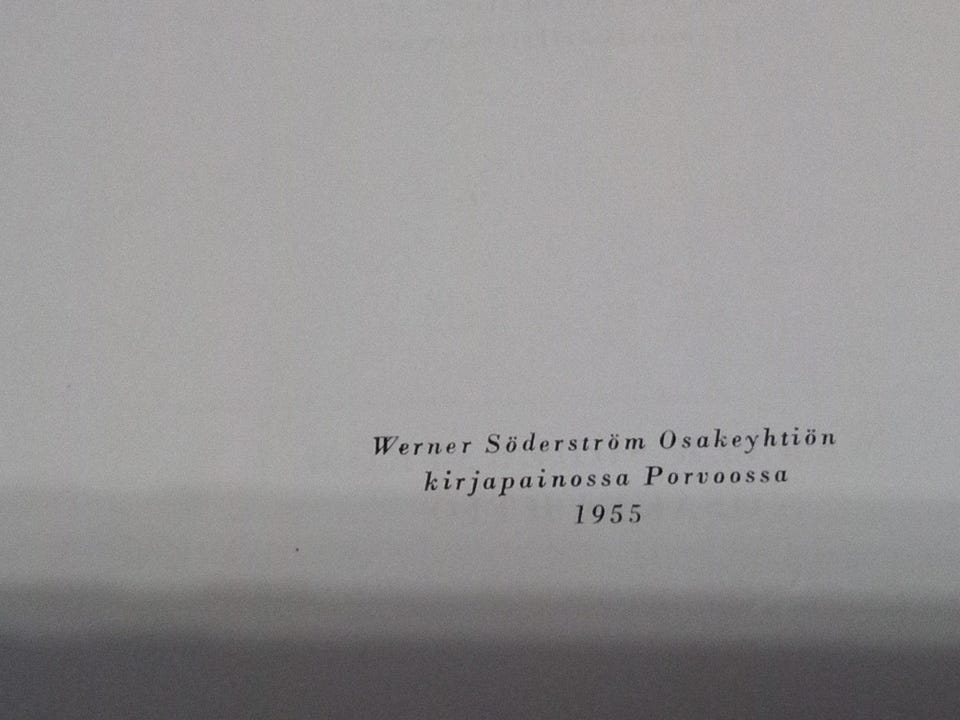 Werner Söderström Osakeyhtiön
kirjapainossa Porvoossa
1955